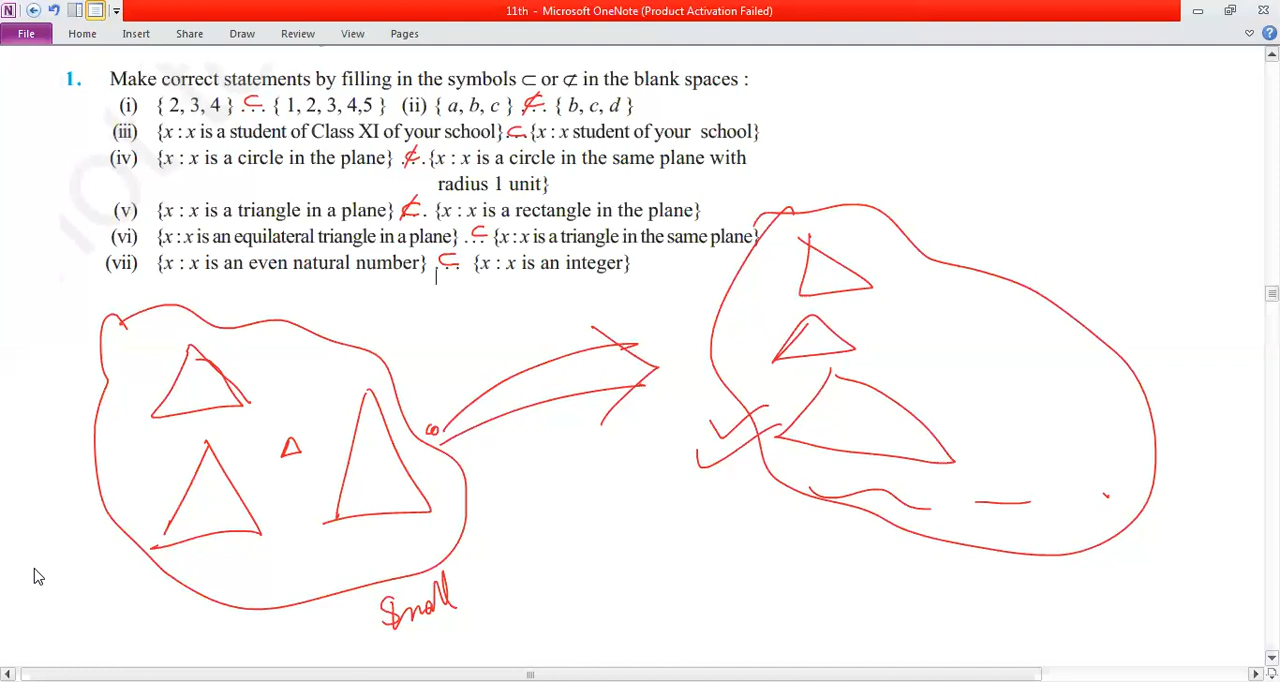 11th - Microsoft OneNote (Product Activation Failed)
File Home Insert Share Draw Review View Pages
1. Make correct statements by filling in the symbols ⊂ or ⊄ in the blank spaces :
(i) { 2, 3, 4 } ⊂ . . . { 1, 2, 3, 4,5 } (ii) { a, b, c } ⊄ . . . { b, c, d }
(iii) {x : x is a student of Class XI of your school} ⊂ . . . {x : x student of your school}
(iv) {x : x is a circle in the plane} ⊄ . . . {x : x is a circle in the same plane with
radius 1 unit}
(v) {x : x is a triangle in a plane} ⊄ . . . {x : x is a rectangle in the plane}
(vi) {x : x is an equilateral triangle in a plane} ⊂ . . . {x : x is a triangle in the same plane}
(vii) {x : x is an even natural number} ⊂ . . . {x : x is an integer}
∞
Small